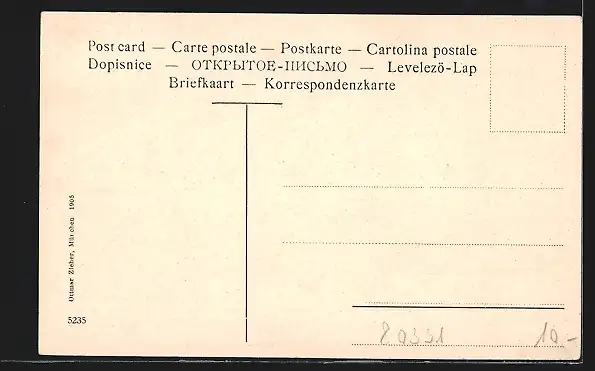 Post card — Carte postale — Postkarte — Cartolina postale
Dopisnice — ОТКРЫТОЕ-ПИСЬМО — Levelezö-Lap
Briefkaart — Korrespondenzkarte
Ottmar Zieher, München 1905
5235
10.-